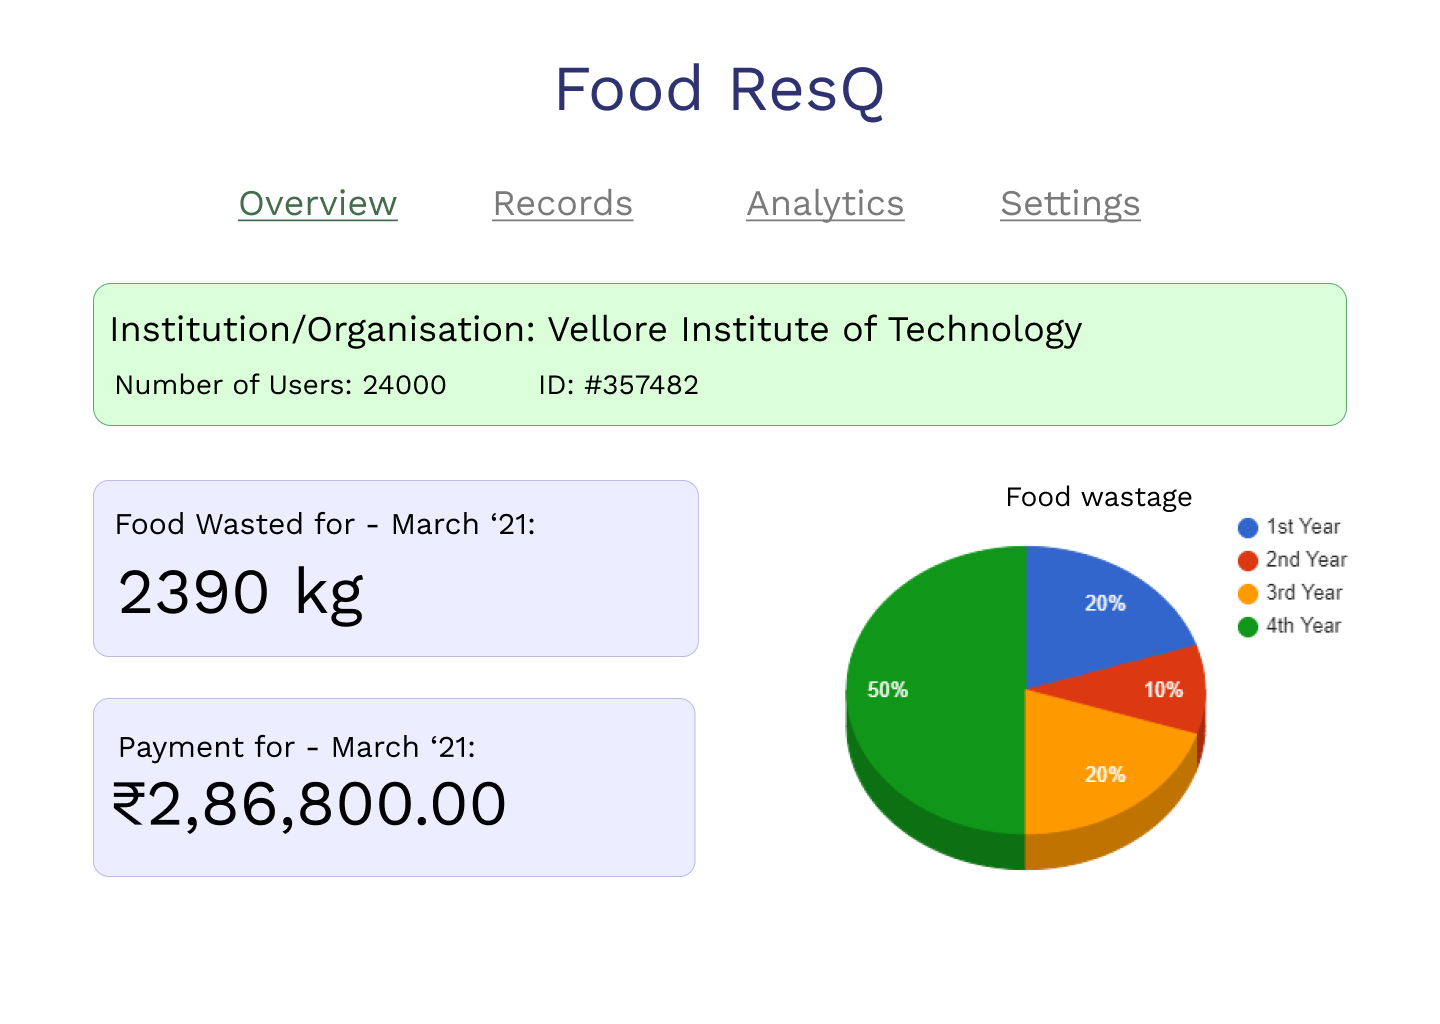 Food ResQ
Overview Records Analytics Settings
Institution/Organisation: Vellore Institute of Technology
Number of Users: 24000 ID: #357482
Food Wasted for - March ‘21:
2390 kg
Payment for - March ‘21:
₹2,86,800.00
Food wastage
1st Year
2nd Year
3rd Year
4th Year
20%
50%
10%
20%